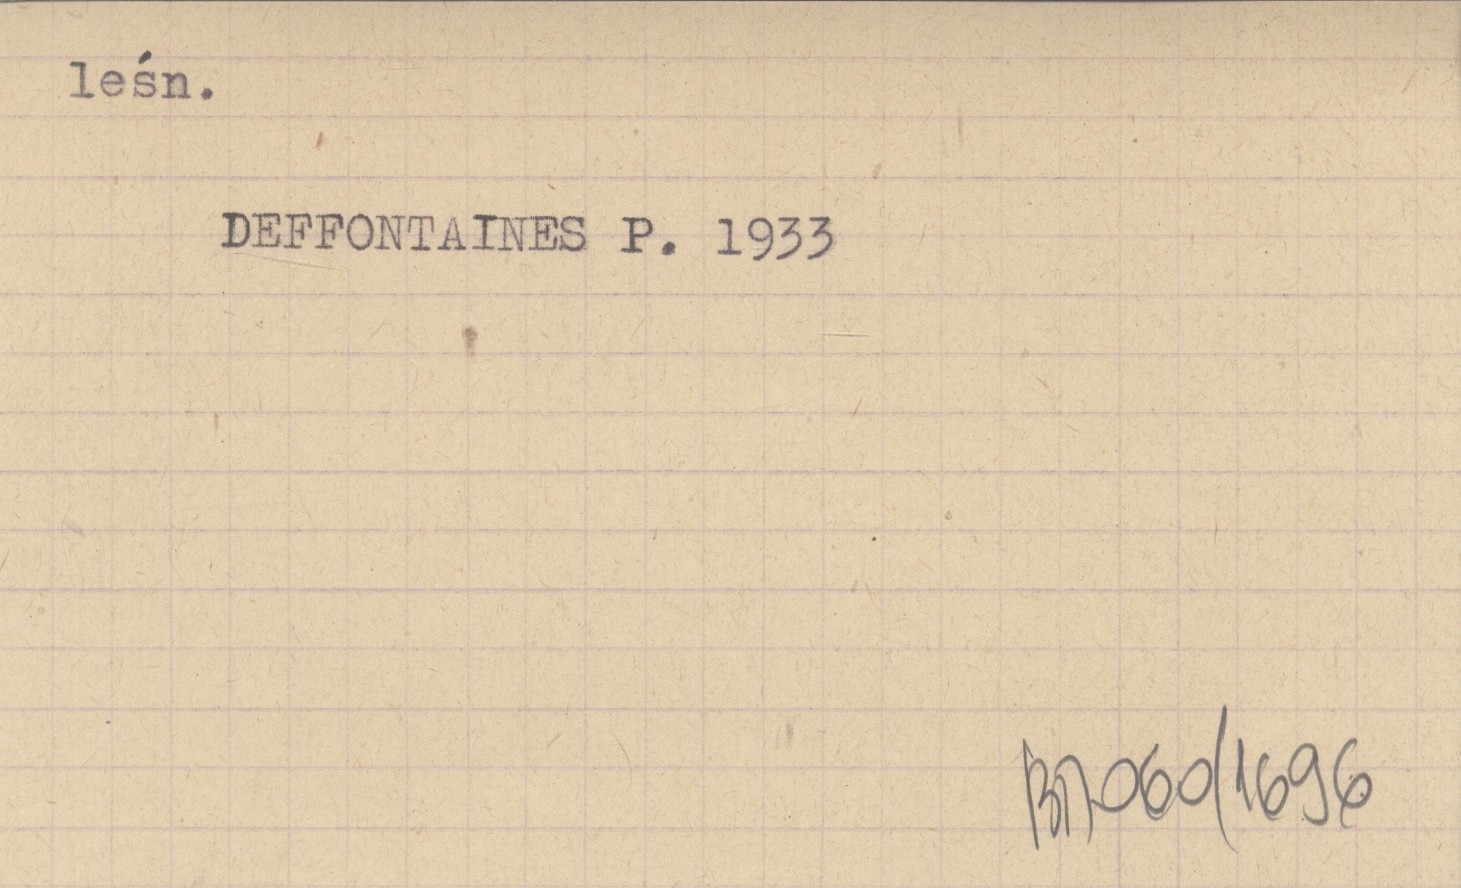 leśn.
DEFFONTAINES P. 1933
BN060/1696